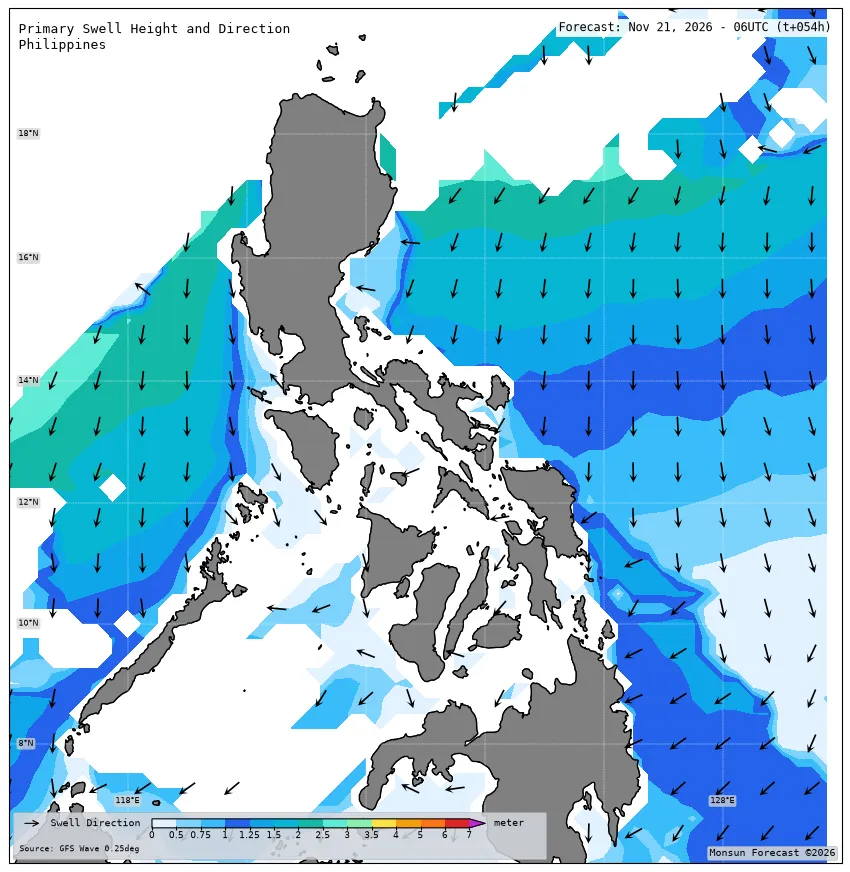 Primary Swell Height and Direction
Philippines
Forecast: Nov 21, 2026 - 06UTC (t+054h)
18°N
16°N
14°N
12°N
10°N
8°N
118°E
128°E
Swell Direction
meter
0 0.5 0.75 1 1.25 1.5 2 2.5 3 3.5 4 5 6 7
Source: GFS Wave 0.25deg
Monsun Forecast ©2026